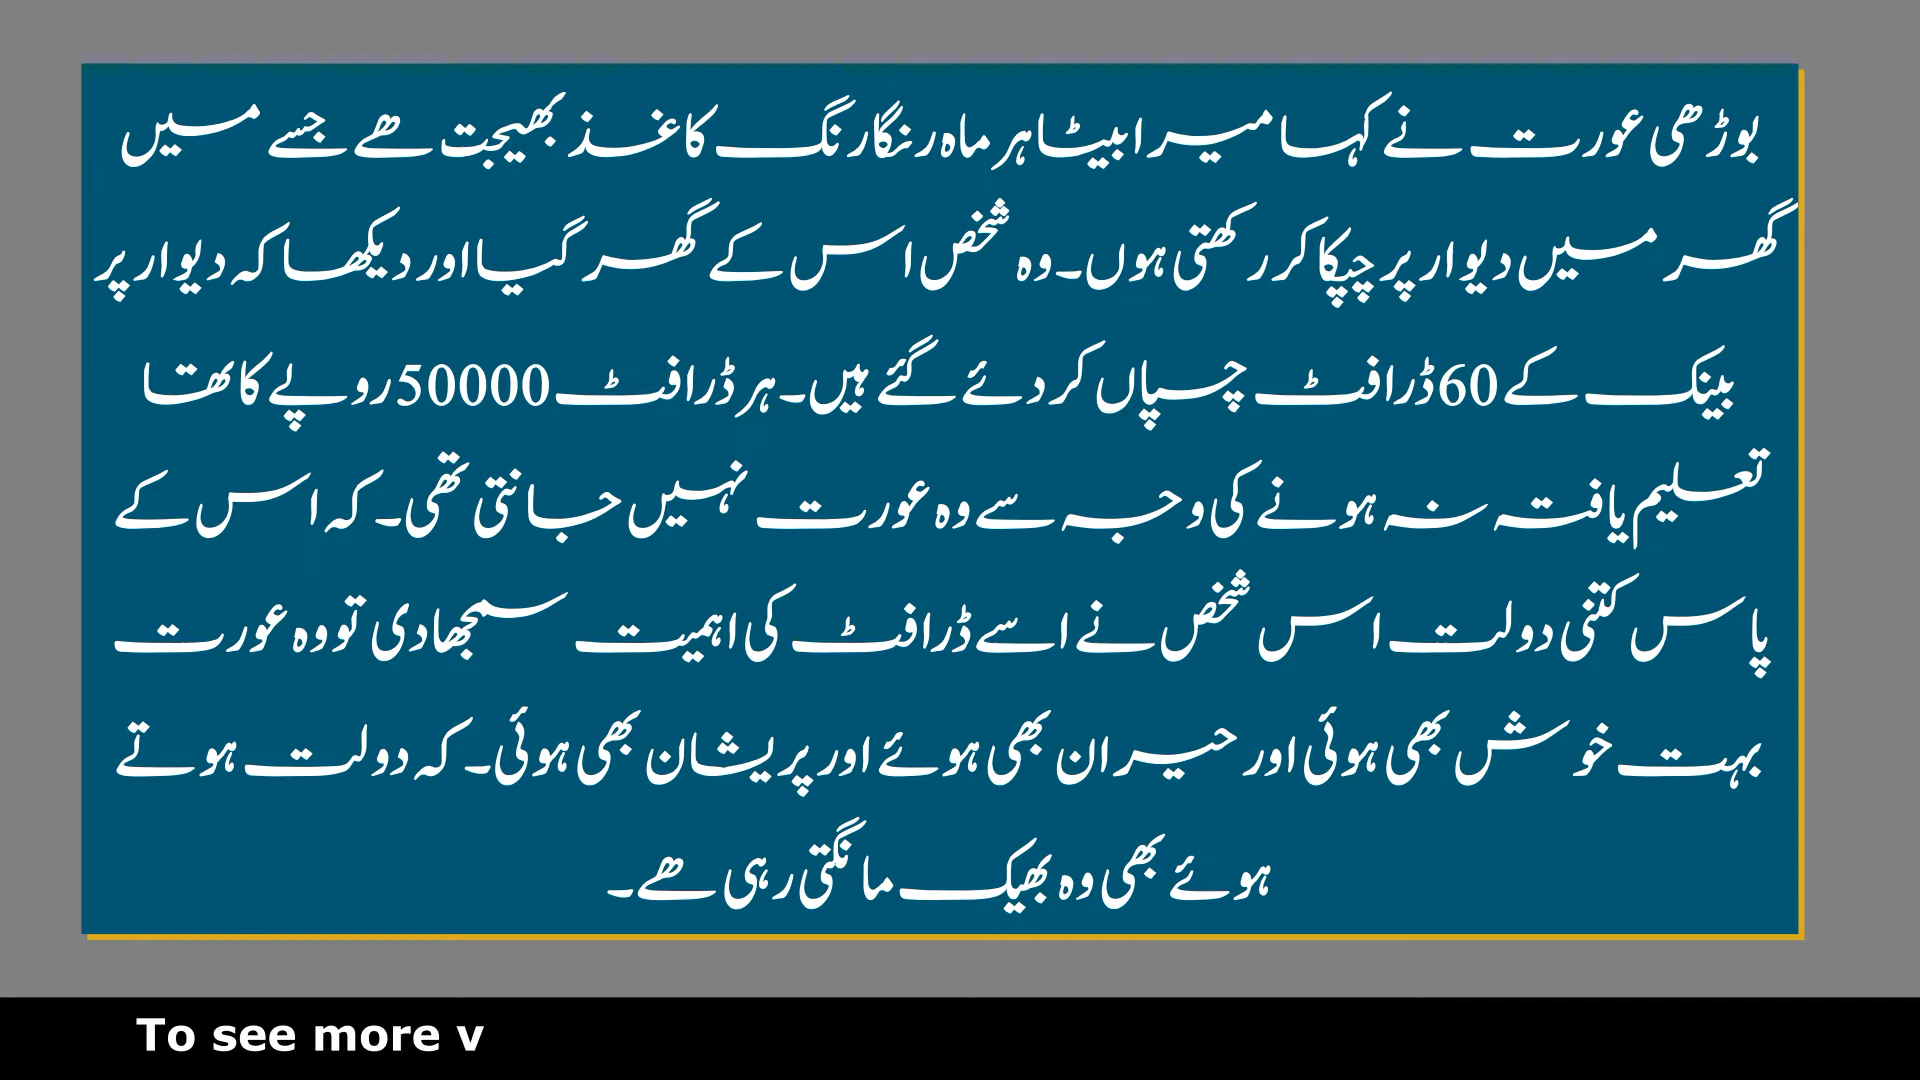 بوڑھی عورت نے کہا میرا بیٹا ہر ماہ رنگا رنگ کاغذ بھیجت ھے جسے میں
گھر میں دیوار پر چپکا کر رکھتی ہوں۔وہ شخص اس کے گھر گیا اور دیکھا کہ دیوار پر
بینک کے 60 ڈرافٹ چسپاں کر دئے گئے ہیں۔ ہر ڈرافٹ 50000 روپے کا تھا
تعلیم یافتہ نہ ہونے کی وجہ سے وہ عورت نہیں جانتی تھی۔ کہ اس کے
پاس کتنی دولت اس شخص نے اسے ڈرافٹ کی اہمیت سمجھادی تو وہ عورت
بہت خوش بھی ہوئی اور حیران بھی ہوئے اور پریشان بھی ہوئی۔ کہ دولت ہوتے
ہوئے بھی وہ بھیک مانگتی رہی ھے۔
To see more v